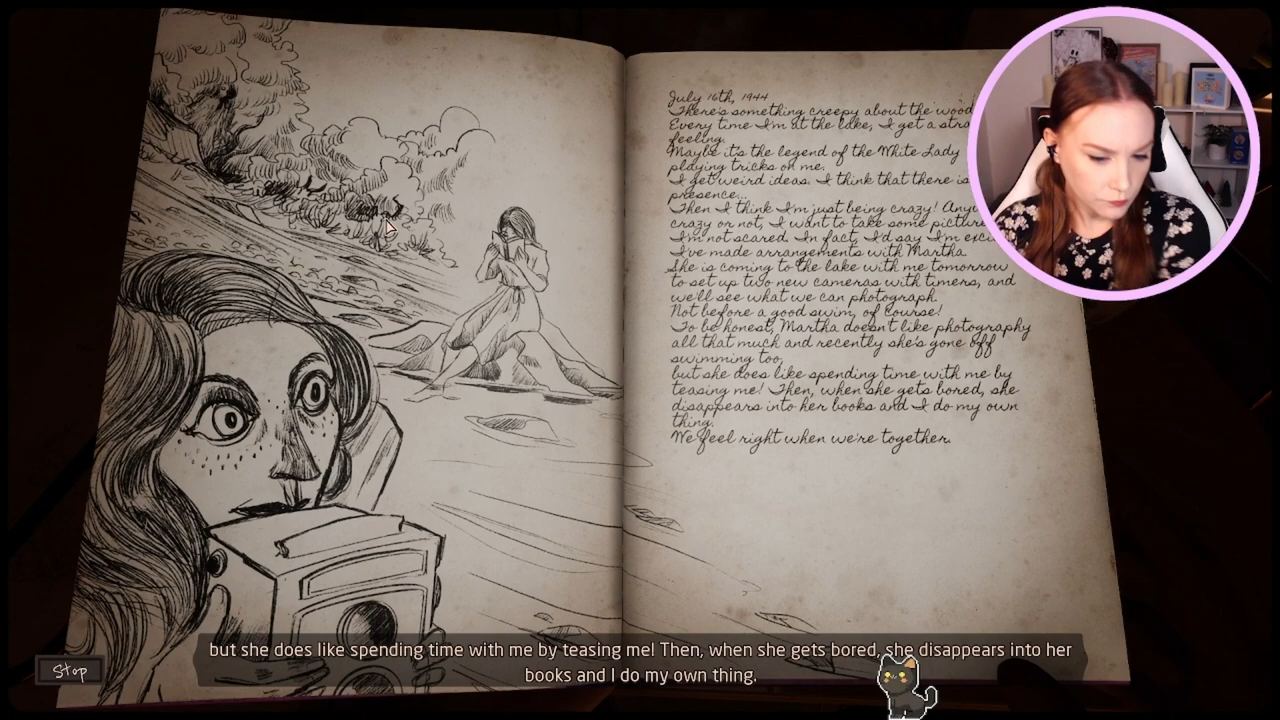 July 16th, 1944
There's something creepy about the wood
Every time I'm at the lake, I get a stra
feeling.
Maybe it's the legend of the White Lady
playing tricks on me.
I get weird ideas. I think that there is
presence...
Then I think I'm just being crazy! Anyw
crazy or not, I want to take some picture
I'm not scared. In fact, I'd say I'm exci
I've made arrangements with Martha.
She is coming to the lake with me tomorrow
to set up two new cameras with timers, and
we'll see what we can photograph.
Not before a good swim, of course!
To be honest, Martha doesn't like photography
all that much and recently she's gone off
swimming too,
but she does like spending time with me by
teasing me! Then, when she gets bored, she
disappears into her books and I do my own
thing.
We feel right when we're together.
but she does like spending time with me by teasing me! Then, when she gets bored, she disappears into her
books and I do my own thing.
Stop